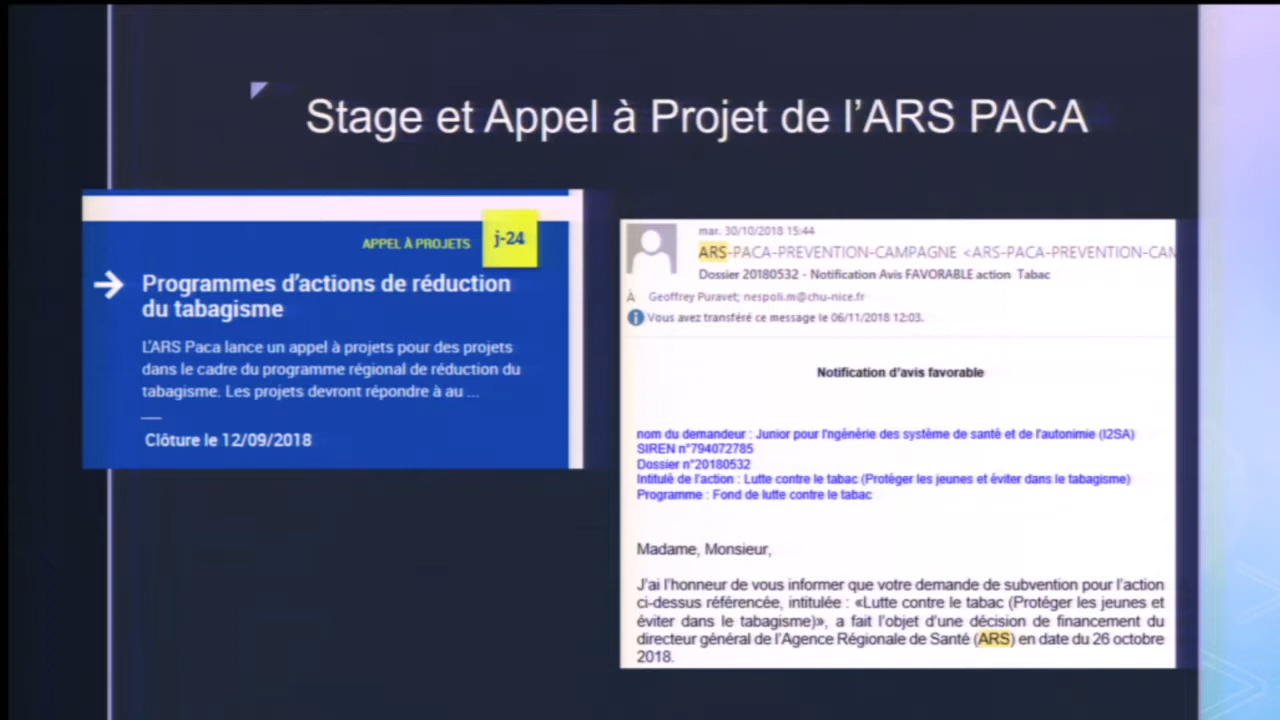 Stage et Appel à Projet de l'ARS PACA
APPEL À PROJETS
j-24
Programmes d'actions de réduction
du tabagisme
L'ARS Paca lance un appel à projets pour des projets
dans le cadre du programme régional de réduction du
tabagisme. Les projets devront répondre à au ...
Clôture le 12/09/2018
mar. 30/10/2018 15:44
ARS-PACA-PREVENTION-CAMPAGNE <ARS-PACA-PREVENTION-CAM
Dossier 20180532 - Notification Avis FAVORABLE action Tabac
À Geoffrey Puravet; nespoli.m@chu-nice.fr
Vous avez transféré ce message le 06/11/2018 12:03.
Notification d'avis favorable
nom du demandeur : Junior pour l'ngénérie des système de santé et de l'autonimie (I2SA)
SIREN n°794072785
Dossier n°20180532
Intitulé de l'action : Lutte contre le tabac (Protéger les jeunes et éviter dans le tabagisme)
Programme : Fond de lutte contre le tabac
Madame, Monsieur,
J'ai l'honneur de vous informer que votre demande de subvention pour l'action
ci-dessus référencée, intitulée : «Lutte contre le tabac (Protéger les jeunes et
éviter dans le tabagisme)», a fait l'objet d'une décision de financement du
directeur général de l'Agence Régionale de Santé (ARS) en date du 26 octobre
2018.